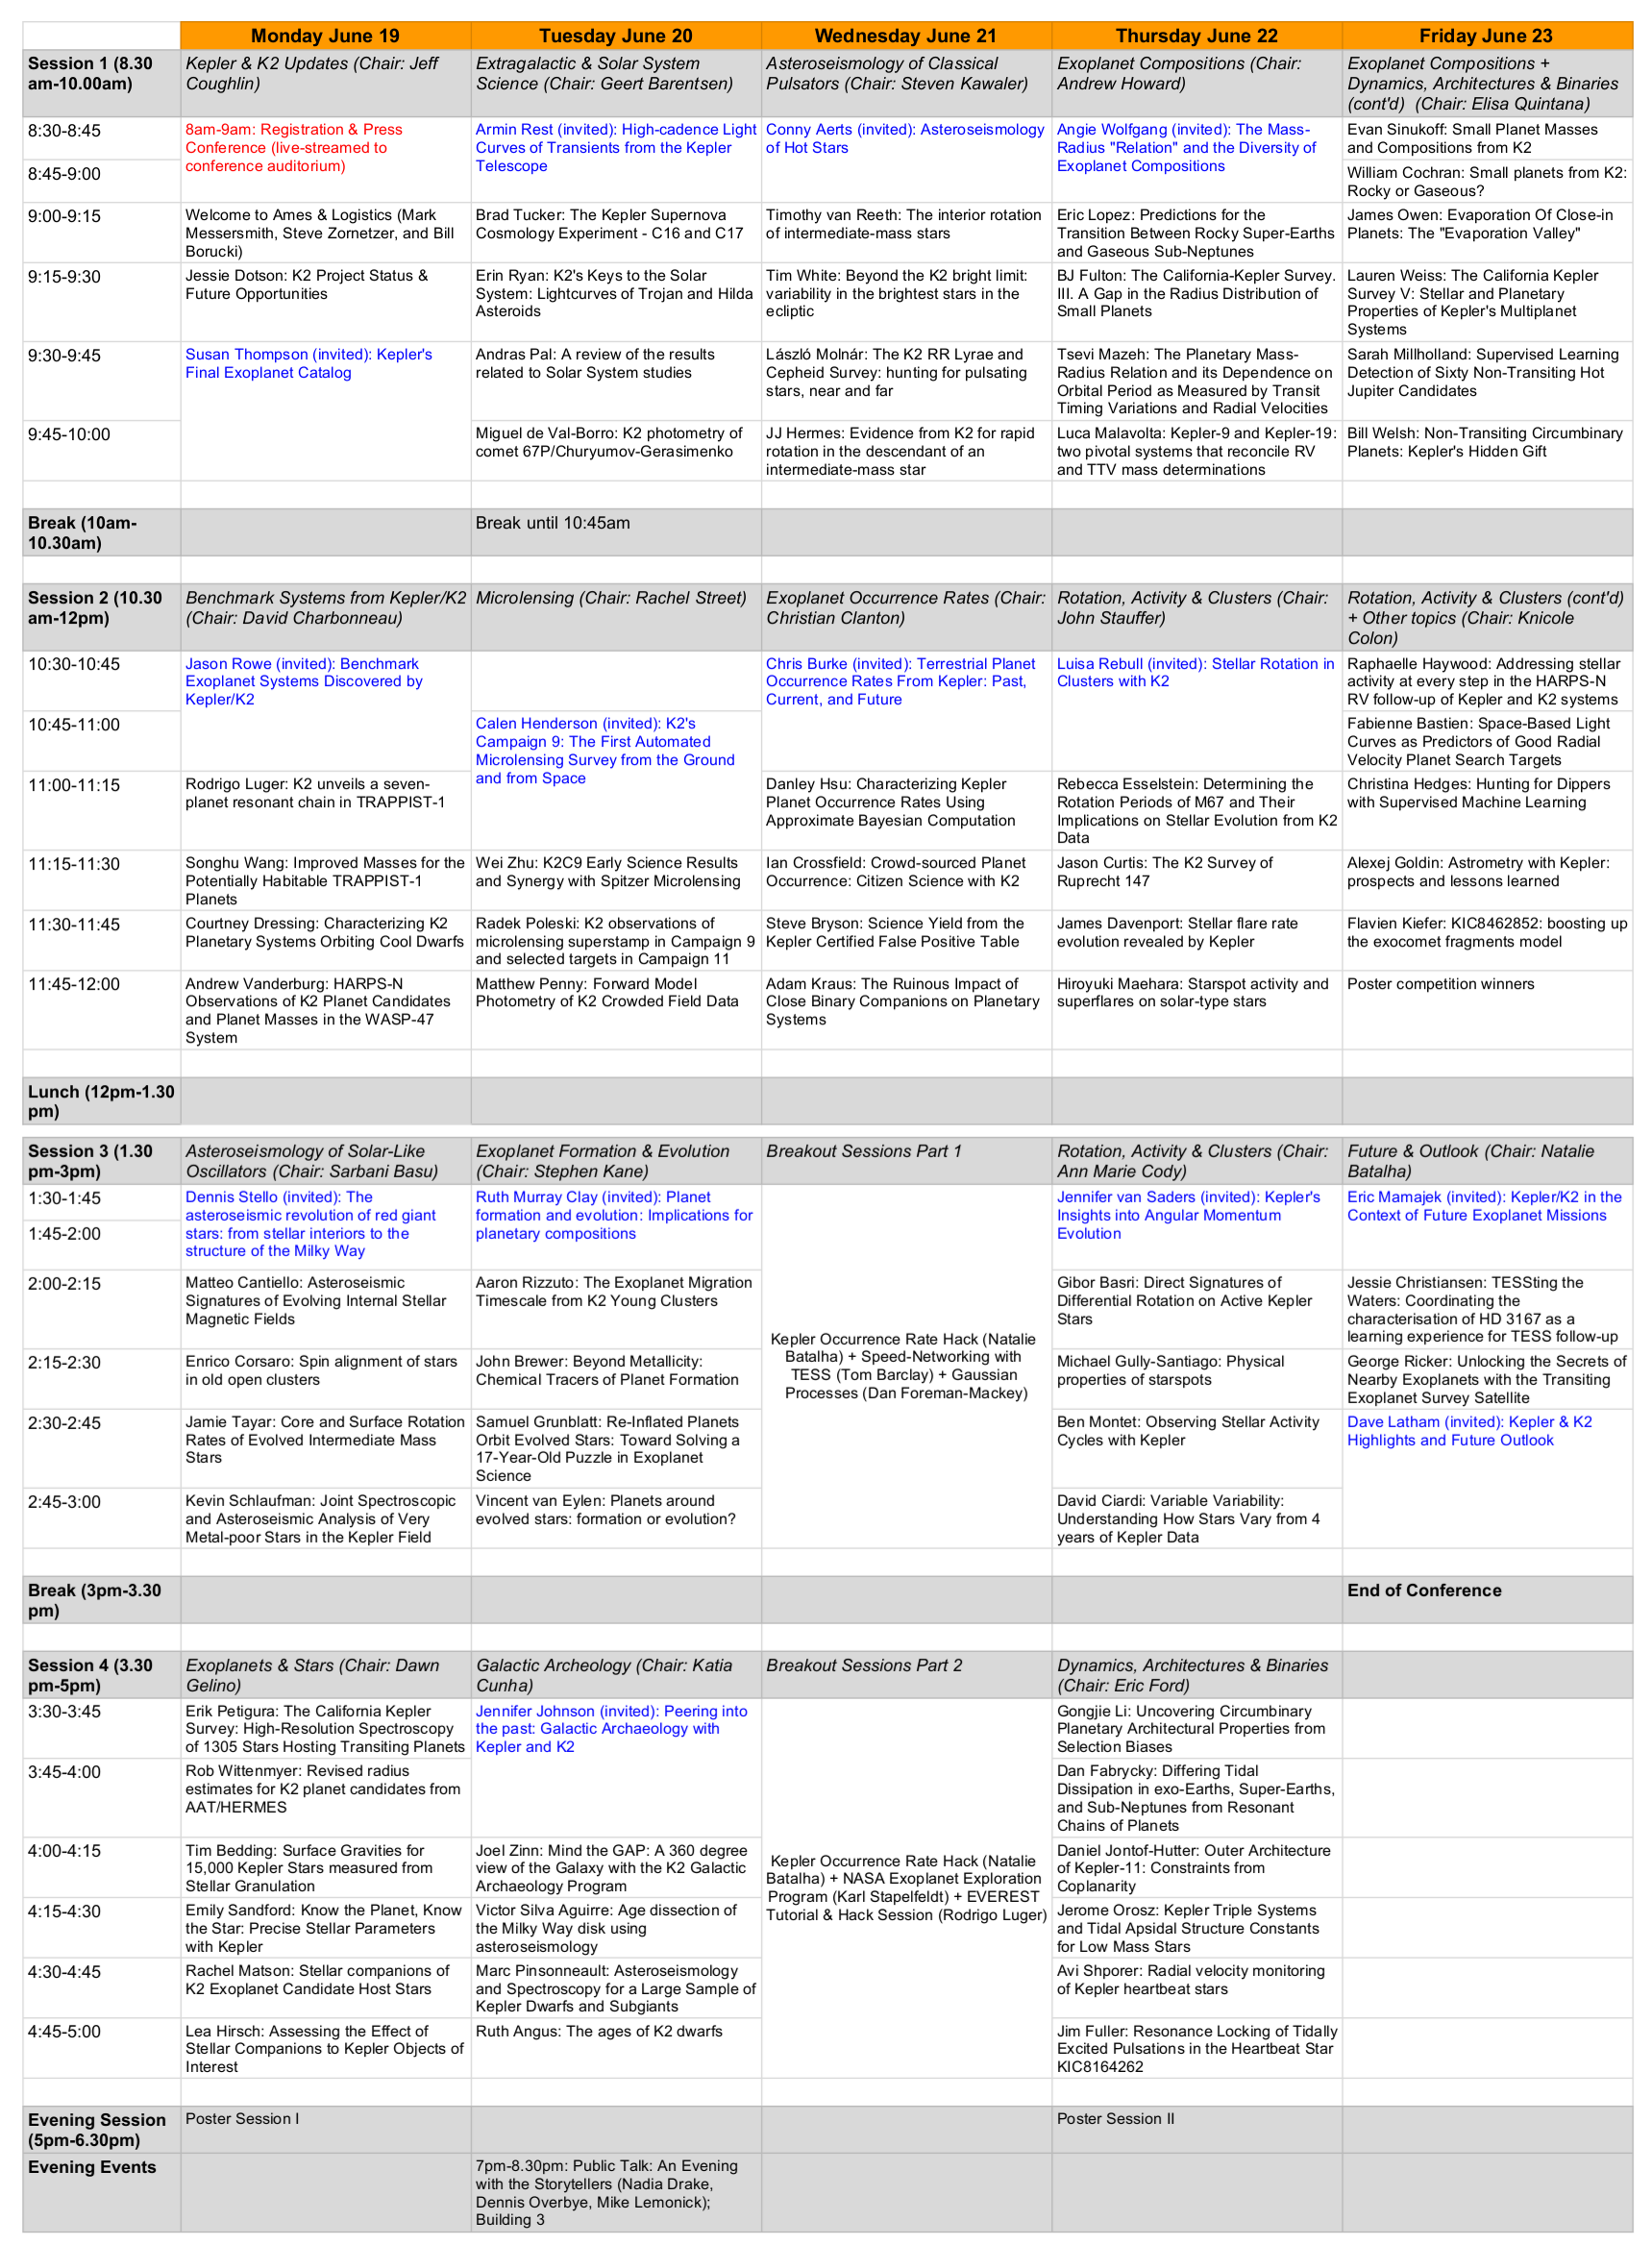 Monday June 19
Tuesday June 20
Wednesday June 21
Thursday June 22
Friday June 23
Session 1 (8.30
am-10.00am)
Kepler & K2 Updates (Chair: Jeff
Coughlin)
Extragalactic & Solar System
Science (Chair: Geert Barentsen)
Asteroseismology of Classical
Pulsators (Chair: Steven Kawaler)
Exoplanet Compositions (Chair:
Andrew Howard)
Exoplanet Compositions +
Dynamics, Architectures & Binaries
(cont'd)  (Chair: Elisa Quintana)
8:30-8:45
8am-9am: Registration & Press
Conference (live-streamed to
conference auditorium)
Armin Rest (invited): High-cadence Light
Curves of Transients from the Kepler
Telescope
Conny Aerts (invited): Asteroseismology
of Hot Stars
Angie Wolfgang (invited): The Mass-
Radius "Relation" and the Diversity of
Exoplanet Compositions
Evan Sinukoff: Small Planet Masses
and Compositions from K2
8:45-9:00
William Cochran: Small planets from K2:
Rocky or Gaseous?
9:00-9:15
Welcome to Ames & Logistics (Mark
Messersmith, Steve Zornetzer, and Bill
Borucki)
Brad Tucker: The Kepler Supernova
Cosmology Experiment - C16 and C17
Timothy van Reeth: The interior rotation
of intermediate-mass stars
Eric Lopez: Predictions for the
Transition Between Rocky Super-Earths
and Gaseous Sub-Neptunes
James Owen: Evaporation Of Close-in
Planets: The "Evaporation Valley"
9:15-9:30
Jessie Dotson: K2 Project Status &
Future Opportunities
Erin Ryan: K2's Keys to the Solar
System: Lightcurves of Trojan and Hilda
Asteroids
Tim White: Beyond the K2 bright limit:
variability in the brightest stars in the
ecliptic
BJ Fulton: The California-Kepler Survey.
III. A Gap in the Radius Distribution of
Small Planets
Lauren Weiss: The California Kepler
Survey V: Stellar and Planetary
Properties of Kepler's Multiplanet
Systems
9:30-9:45
Susan Thompson (invited): Kepler's
Final Exoplanet Catalog
Andras Pal: A review of the results
related to Solar System studies
László Molnár: The K2 RR Lyrae and
Cepheid Survey: hunting for pulsating
stars, near and far
Tsevi Mazeh: The Planetary Mass-
Radius Relation and its Dependence on
Orbital Period as Measured by Transit
Timing Variations and Radial Velocities
Sarah Millholland: Supervised Learning
Detection of Sixty Non-Transiting Hot
Jupiter Candidates
9:45-10:00
Miguel de Val-Borro: K2 photometry of
comet 67P/Churyumov-Gerasimenko
JJ Hermes: Evidence from K2 for rapid
rotation in the descendant of an
intermediate-mass star
Luca Malavolta: Kepler-9 and Kepler-19:
two pivotal systems that reconcile RV
and TTV mass determinations
Bill Welsh: Non-Transiting Circumbinary
Planets: Kepler's Hidden Gift
Break (10am-
10.30am)
Break until 10:45am
Session 2 (10.30
am-12pm)
Benchmark Systems from Kepler/K2
(Chair: David Charbonneau)
Microlensing (Chair: Rachel Street)
Exoplanet Occurrence Rates (Chair:
Christian Clanton)
Rotation, Activity & Clusters (Chair:
John Stauffer)
Rotation, Activity & Clusters (cont'd)
+ Other topics (Chair: Knicole
Colon)
10:30-10:45
Jason Rowe (invited): Benchmark
Exoplanet Systems Discovered by
Kepler/K2
Chris Burke (invited): Terrestrial Planet
Occurrence Rates From Kepler: Past,
Current, and Future
Luisa Rebull (invited): Stellar Rotation in
Clusters with K2
Raphaelle Haywood: Addressing stellar
activity at every step in the HARPS-N
RV follow-up of Kepler and K2 systems
10:45-11:00
Calen Henderson (invited): K2's
Campaign 9: The First Automated
Microlensing Survey from the Ground
and from Space
Fabienne Bastien: Space-Based Light
Curves as Predictors of Good Radial
Velocity Planet Search Targets
11:00-11:15
Rodrigo Luger: K2 unveils a seven-
planet resonant chain in TRAPPIST-1
Danley Hsu: Characterizing Kepler
Planet Occurrence Rates Using
Approximate Bayesian Computation
Rebecca Esselstein: Determining the
Rotation Periods of M67 and Their
Implications on Stellar Evolution from K2
Data
Christina Hedges: Hunting for Dippers
with Supervised Machine Learning
11:15-11:30
Songhu Wang: Improved Masses for the
Potentially Habitable TRAPPIST-1
Planets
Wei Zhu: K2C9 Early Science Results
and Synergy with Spitzer Microlensing
Ian Crossfield: Crowd-sourced Planet
Occurrence: Citizen Science with K2
Jason Curtis: The K2 Survey of
Ruprecht 147
Alexej Goldin: Astrometry with Kepler:
prospects and lessons learned
11:30-11:45
Courtney Dressing: Characterizing K2
Planetary Systems Orbiting Cool Dwarfs
Radek Poleski: K2 observations of
microlensing superstamp in Campaign 9
and selected targets in Campaign 11
Steve Bryson: Science Yield from the
Kepler Certified False Positive Table
James Davenport: Stellar flare rate
evolution revealed by Kepler
Flavien Kiefer: KIC8462852: boosting up
the exocomet fragments model
11:45-12:00
Andrew Vanderburg: HARPS-N
Observations of K2 Planet Candidates
and Planet Masses in the WASP-47
System
Matthew Penny: Forward Model
Photometry of K2 Crowded Field Data
Adam Kraus: The Ruinous Impact of
Close Binary Companions on Planetary
Systems
Hiroyuki Maehara: Starspot activity and
superflares on solar-type stars
Poster competition winners
Lunch (12pm-1.30
pm)
Session 3 (1.30
pm-3pm)
Asteroseismology of Solar-Like
Oscillators (Chair: Sarbani Basu)
Exoplanet Formation & Evolution
(Chair: Stephen Kane)
Breakout Sessions Part 1
Rotation, Activity & Clusters (Chair:
Ann Marie Cody)
Future & Outlook (Chair: Natalie
Batalha)
1:30-1:45
1:45-2:00
Dennis Stello (invited): The
asteroseismic revolution of red giant
stars: from stellar interiors to the
structure of the Milky Way
Ruth Murray Clay (invited): Planet
formation and evolution: Implications for
planetary compositions
Jennifer van Saders (invited): Kepler's
Insights into Angular Momentum
Evolution
Eric Mamajek (invited): Kepler/K2 in the
Context of Future Exoplanet Missions
2:00-2:15
Matteo Cantiello: Asteroseismic
Signatures of Evolving Internal Stellar
Magnetic Fields
Aaron Rizzuto: The Exoplanet Migration
Timescale from K2 Young Clusters
Kepler Occurrence Rate Hack (Natalie
Batalha) + Speed-Networking with
TESS (Tom Barclay) + Gaussian
Processes (Dan Foreman-Mackey)
Gibor Basri: Direct Signatures of
Differential Rotation on Active Kepler
Stars
Jessie Christiansen: TESSting the
Waters: Coordinating the
characterisation of HD 3167 as a
learning experience for TESS follow-up
2:15-2:30
Enrico Corsaro: Spin alignment of stars
in old open clusters
John Brewer: Beyond Metallicity:
Chemical Tracers of Planet Formation
Michael Gully-Santiago: Physical
properties of starspots
George Ricker: Unlocking the Secrets of
Nearby Exoplanets with the Transiting
Exoplanet Survey Satellite
2:30-2:45
Jamie Tayar: Core and Surface Rotation
Rates of Evolved Intermediate Mass
Stars
Samuel Grunblatt: Re-Inflated Planets
Orbit Evolved Stars: Toward Solving a
17-Year-Old Puzzle in Exoplanet
Science
Ben Montet: Observing Stellar Activity
Cycles with Kepler
Dave Latham (invited): Kepler & K2
Highlights and Future Outlook
2:45-3:00
Kevin Schlaufman: Joint Spectroscopic
and Asteroseismic Analysis of Very
Metal-poor Stars in the Kepler Field
Vincent van Eylen: Planets around
evolved stars: formation or evolution?
David Ciardi: Variable Variability:
Understanding How Stars Vary from 4
years of Kepler Data
Break (3pm-3.30
pm)
End of Conference
Session 4 (3.30
pm-5pm)
Exoplanets & Stars (Chair: Dawn
Gelino)
Galactic Archeology (Chair: Katia
Cunha)
Breakout Sessions Part 2
Dynamics, Architectures & Binaries
(Chair: Eric Ford)
3:30-3:45
Erik Petigura: The California Kepler
Survey: High-Resolution Spectroscopy
of 1305 Stars Hosting Transiting Planets
Jennifer Johnson (invited): Peering into
the past: Galactic Archaeology with
Kepler and K2
Gongjie Li: Uncovering Circumbinary
Planetary Architectural Properties from
Selection Biases
3:45-4:00
Rob Wittenmyer: Revised radius
estimates for K2 planet candidates from
AAT/HERMES
Dan Fabrycky: Differing Tidal
Dissipation in exo-Earths, Super-Earths,
and Sub-Neptunes from Resonant
Chains of Planets
4:00-4:15
Tim Bedding: Surface Gravities for
15,000 Kepler Stars measured from
Stellar Granulation
Joel Zinn: Mind the GAP: A 360 degree
view of the Galaxy with the K2 Galactic
Archaeology Program
Kepler Occurrence Rate Hack (Natalie
Batalha) + NASA Exoplanet Exploration
Program (Karl Stapelfeldt) + EVEREST
Tutorial & Hack Session (Rodrigo Luger)
Daniel Jontof-Hutter: Outer Architecture
of Kepler-11: Constraints from
Coplanarity
4:15-4:30
Emily Sandford: Know the Planet, Know
the Star: Precise Stellar Parameters
with Kepler
Victor Silva Aguirre: Age dissection of
the Milky Way disk using
asteroseismology
Jerome Orosz: Kepler Triple Systems
and Tidal Apsidal Structure Constants
for Low Mass Stars
4:30-4:45
Rachel Matson: Stellar companions of
K2 Exoplanet Candidate Host Stars
Marc Pinsonneault: Asteroseismology
and Spectroscopy for a Large Sample of
Kepler Dwarfs and Subgiants
Avi Shporer: Radial velocity monitoring
of Kepler heartbeat stars
4:45-5:00
Lea Hirsch: Assessing the Effect of
Stellar Companions to Kepler Objects of
Interest
Ruth Angus: The ages of K2 dwarfs
Jim Fuller: Resonance Locking of Tidally
Excited Pulsations in the Heartbeat Star
KIC8164262
Evening Session
(5pm-6.30pm)
Poster Session I
Poster Session II
Evening Events
7pm-8.30pm: Public Talk: An Evening
with the Storytellers (Nadia Drake,
Dennis Overbye, Mike Lemonick);
Building 3